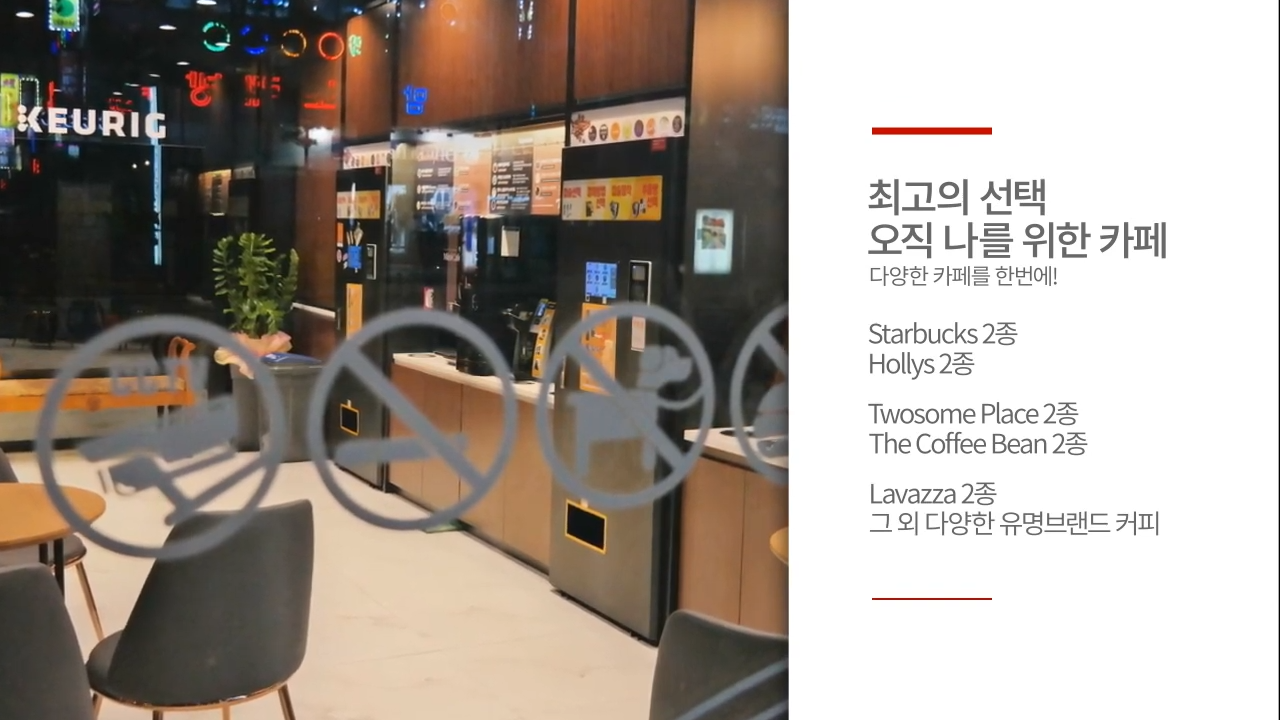 KEURIG
최고의 선택
오직 나를 위한 카페
다양한 카페를 한번에!
Starbucks 2종
Hollys 2종
Twosome Place 2종
The Coffee Bean 2종
Lavazza 2종
그 외 다양한 유명브랜드 커피